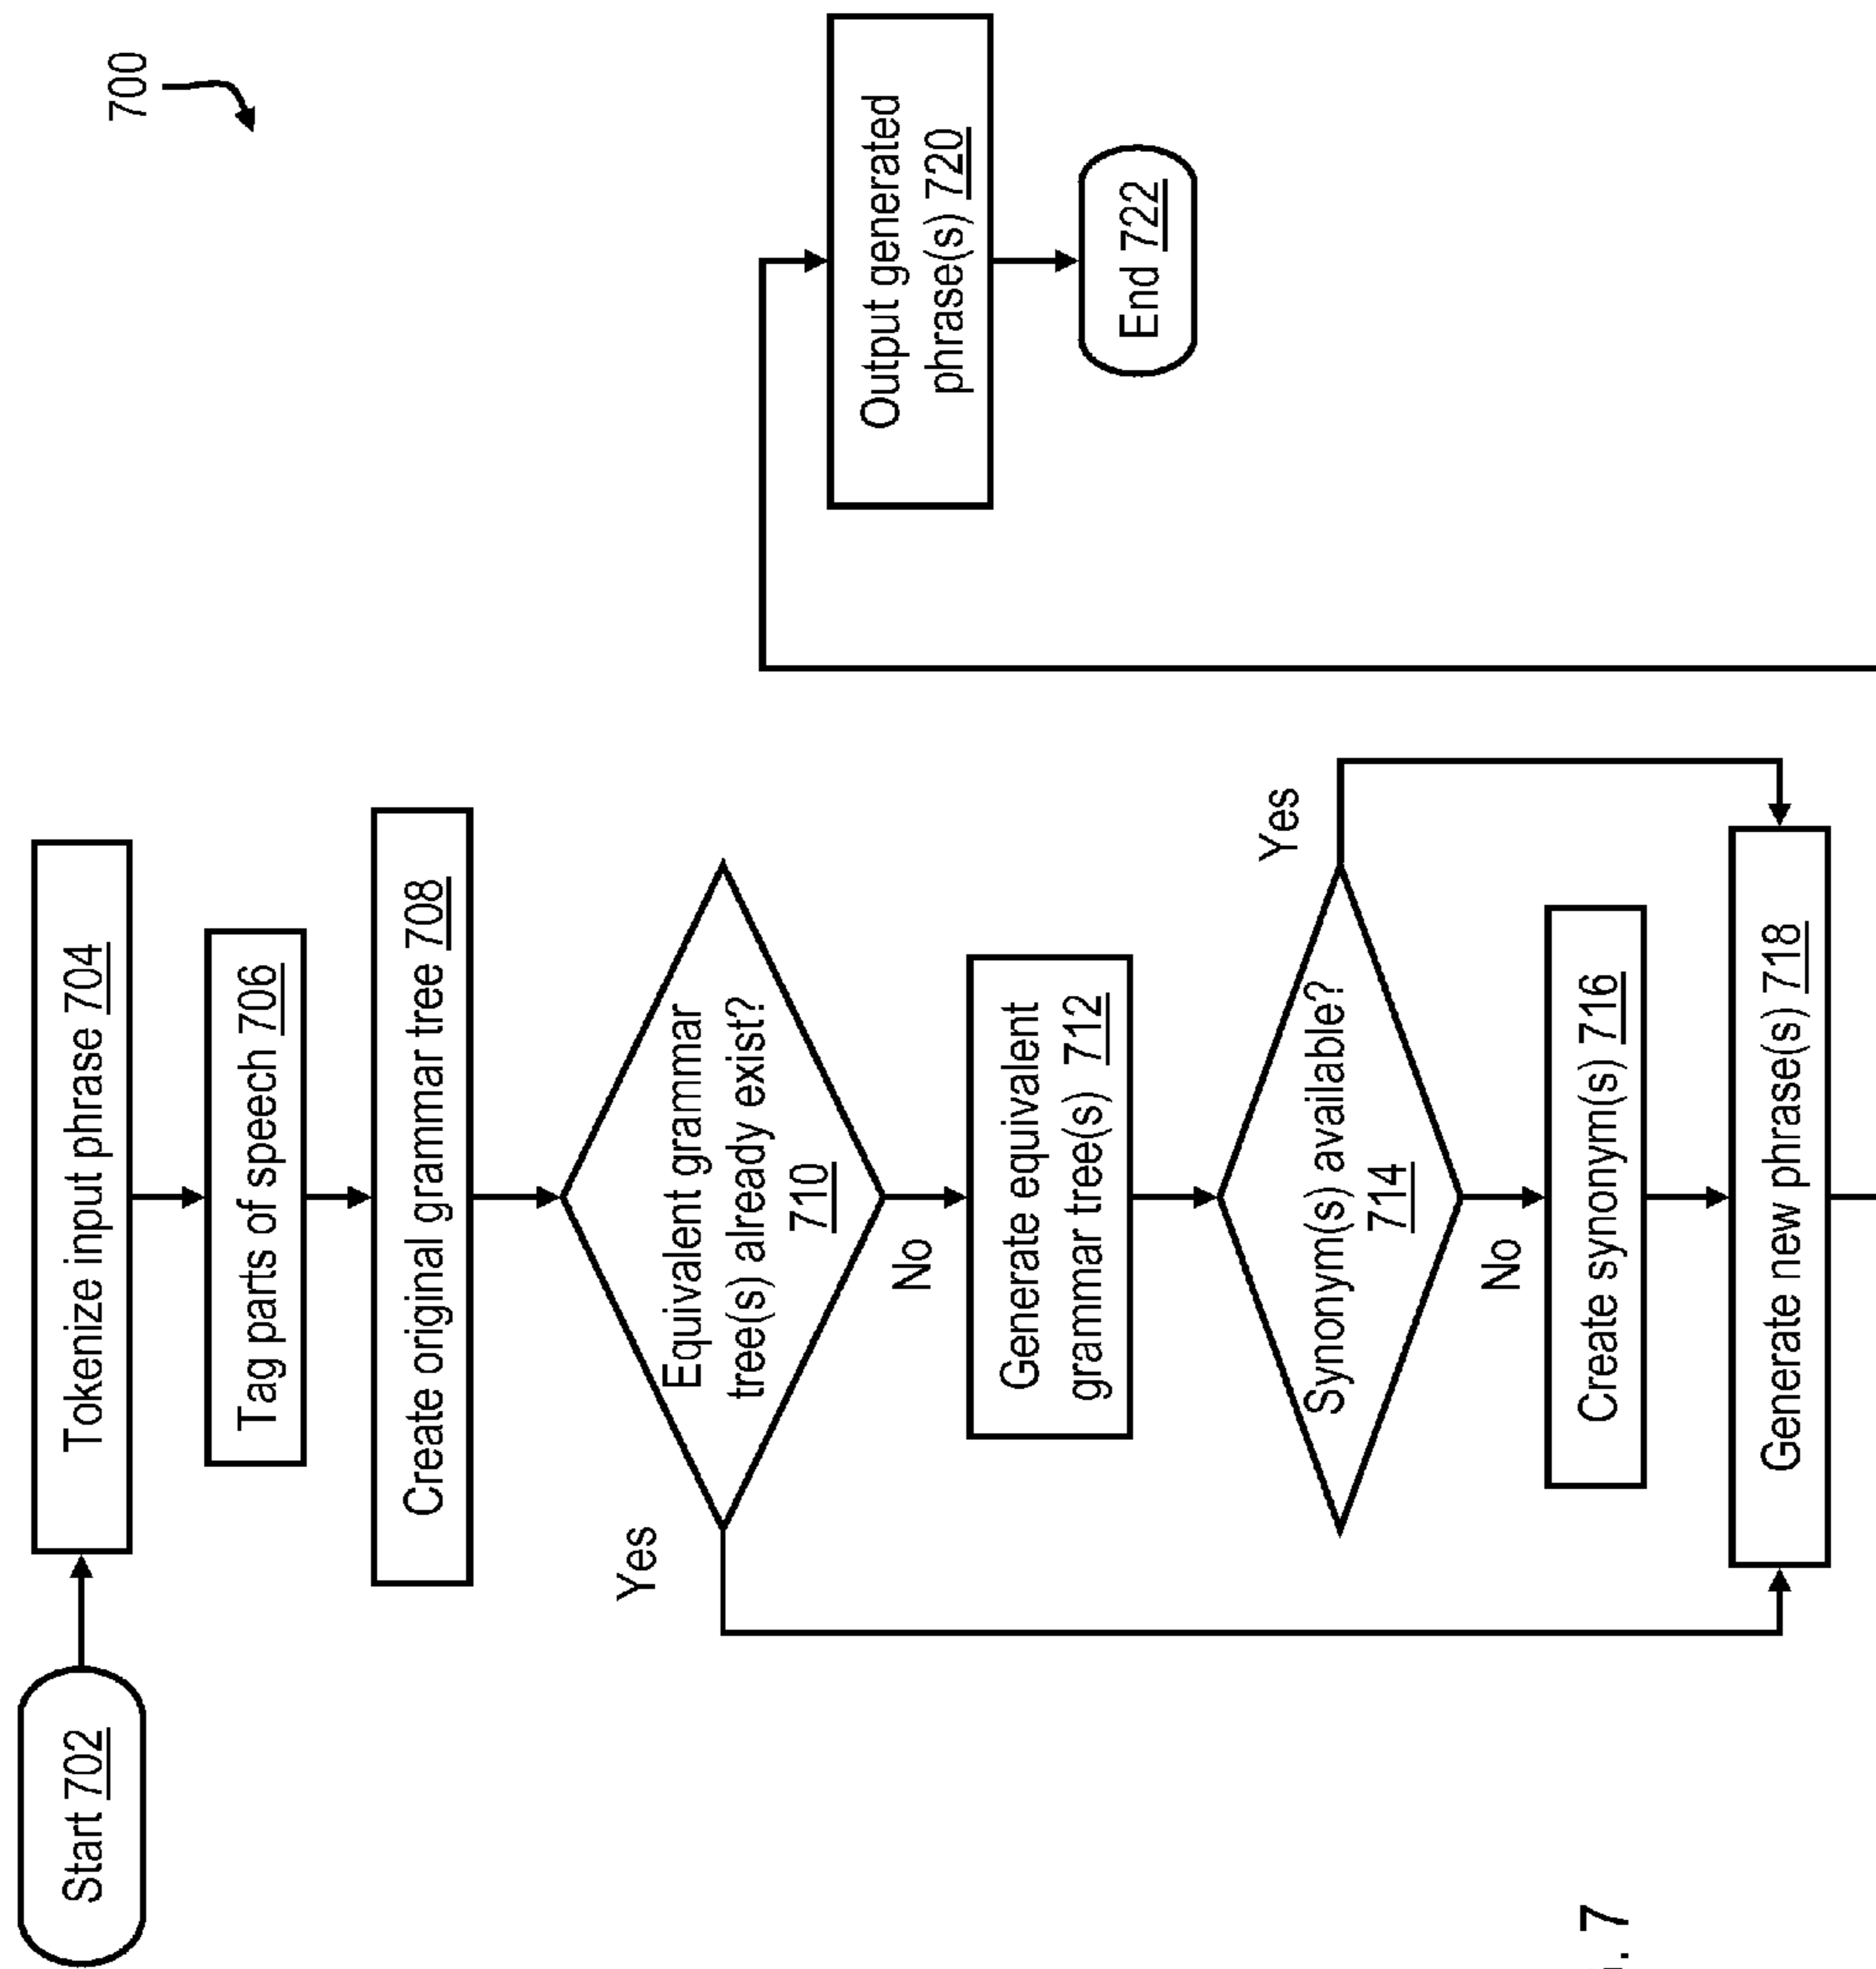 700
Start 702
Tokenize input phrase 704
Tag parts of speech 706
Create original grammar tree 708
Equivalent grammar
tree(s) already exist?
710
Yes
No
Generate equivalent
grammar tree(s) 712
Synonym(s) available?
714
Yes
No
Create synonym(s) 716
Generate new phrase(s) 718
Output generated
phrase(s) 720
End 722
. 7